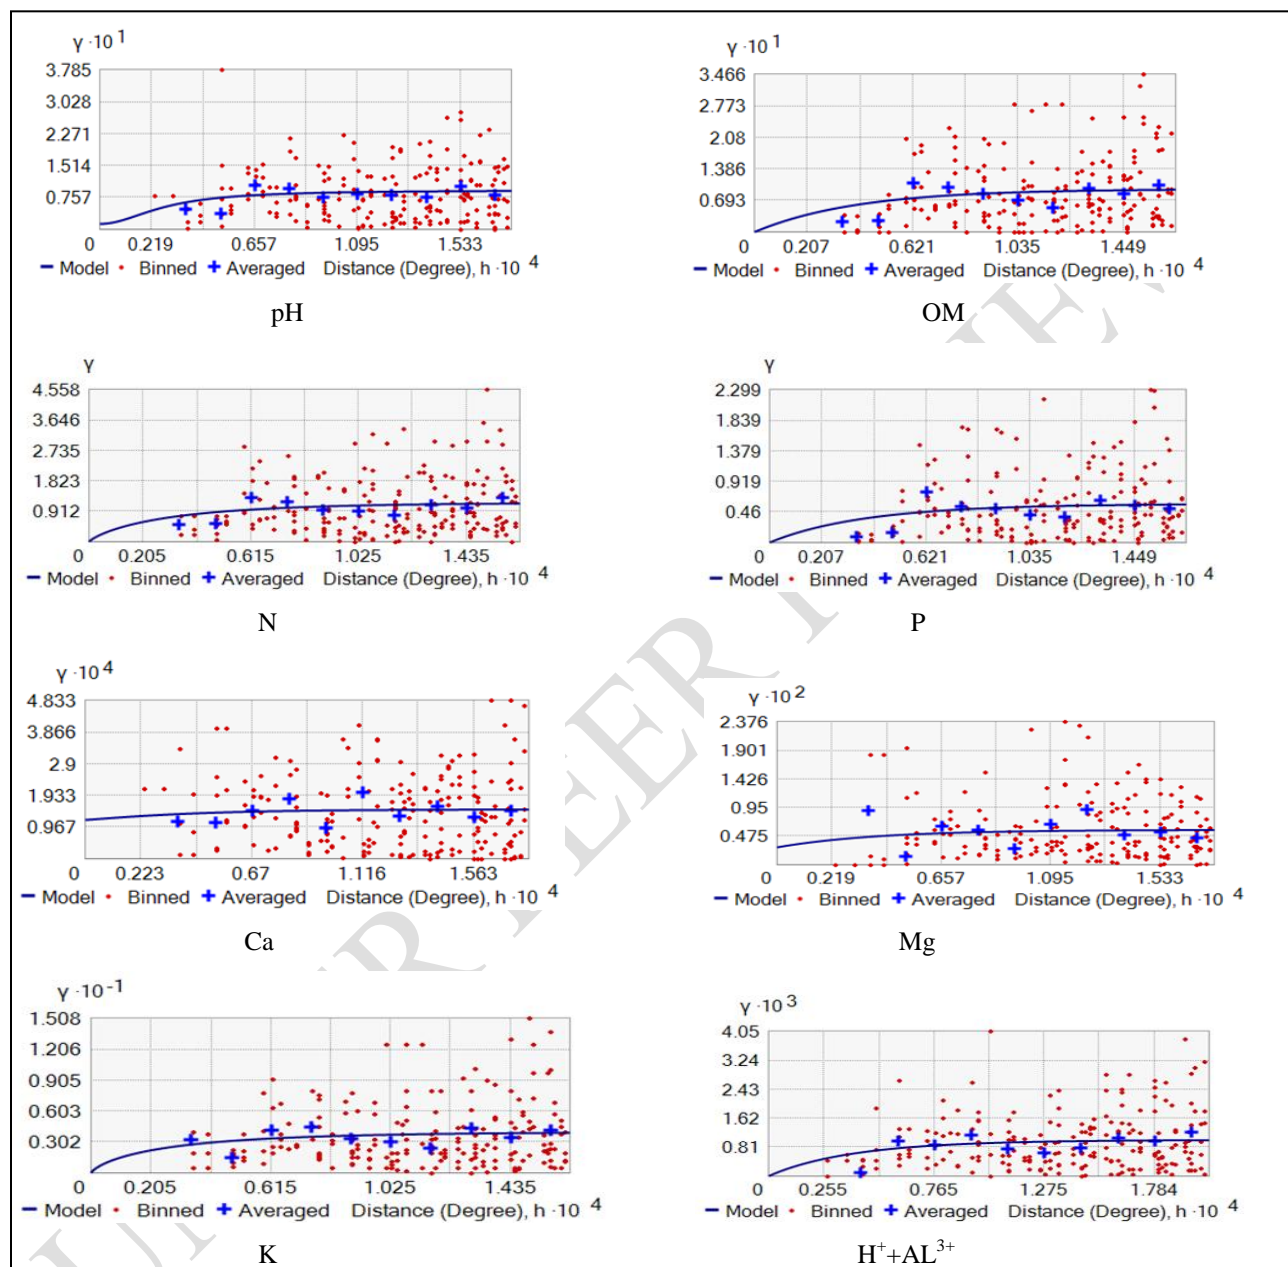 γ ·10 1
3.785
3.028
2.271
1.514
0.757
0 0.219 0.657 1.095 1.533
Model Binned Averaged Distance (Degree), h ·10 4
pH
γ ·10 1
3.466
2.773
2.08
1.386
0.693
0 0.207 0.621 1.035 1.449
Model Binned Averaged Distance (Degree), h ·10 4
OM
γ
4.558
3.646
2.735
1.823
0.912
0 0.205 0.615 1.025 1.435
Model Binned Averaged Distance (Degree), h ·10 4
N
γ
2.299
1.839
1.379
0.919
0.46
0 0.207 0.621 1.035 1.449
Model Binned Averaged Distance (Degree), h ·10 4
P
γ ·10 4
4.833
3.866
2.9
1.933
0.967
0 0.223 0.67 1.116 1.563
Model Binned Averaged Distance (Degree), h ·10 4
Ca
γ ·10 2
2.376
1.901
1.426
0.95
0.475
0 0.219 0.657 1.095 1.533
Model Binned Averaged Distance (Degree), h ·10 4
Mg
γ ·10 -1
1.508
1.206
0.905
0.603
0.302
0 0.205 0.615 1.025 1.435
Model Binned Averaged Distance (Degree), h ·10 4
K
γ ·10 3
4.05
3.24
2.43
1.62
0.81
0 0.255 0.765 1.275 1.784
Model Binned Averaged Distance (Degree), h ·10 4
H⁺+AL³⁺